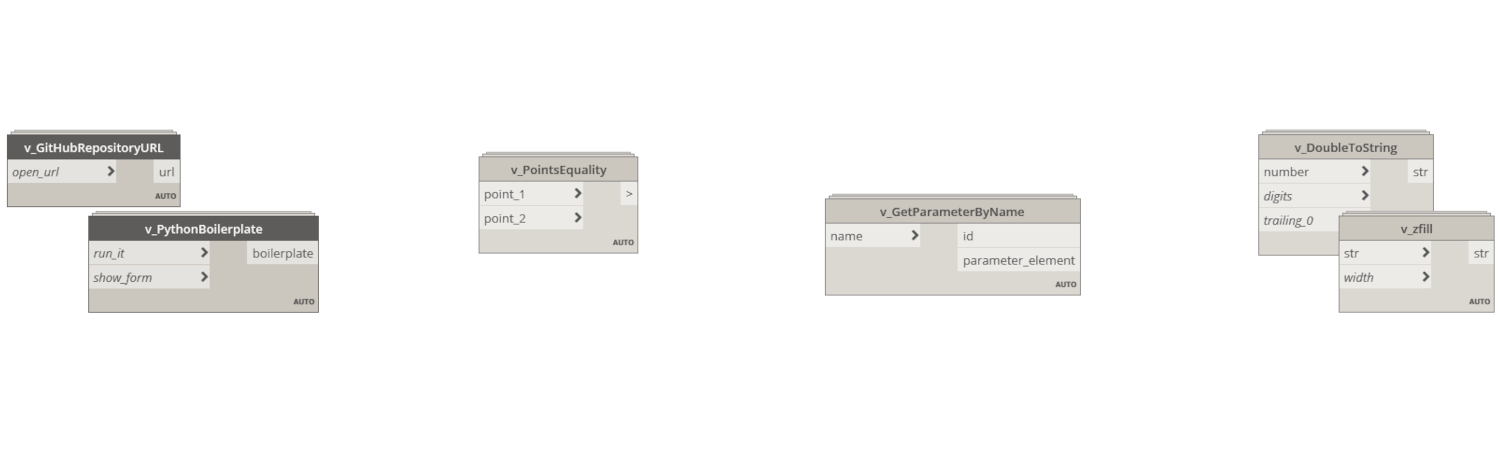 v_GitHubRepositoryURL
open_url url
AUTO
v_PythonBoilerplate
run_it boilerplate
show_form
AUTO
v_PointsEquality
point_1 >
point_2
AUTO
v_GetParameterByName
name id
parameter_element
AUTO
v_DoubleToString
number str
digits
trailing_0
v_zfill
str str
width
AUTO